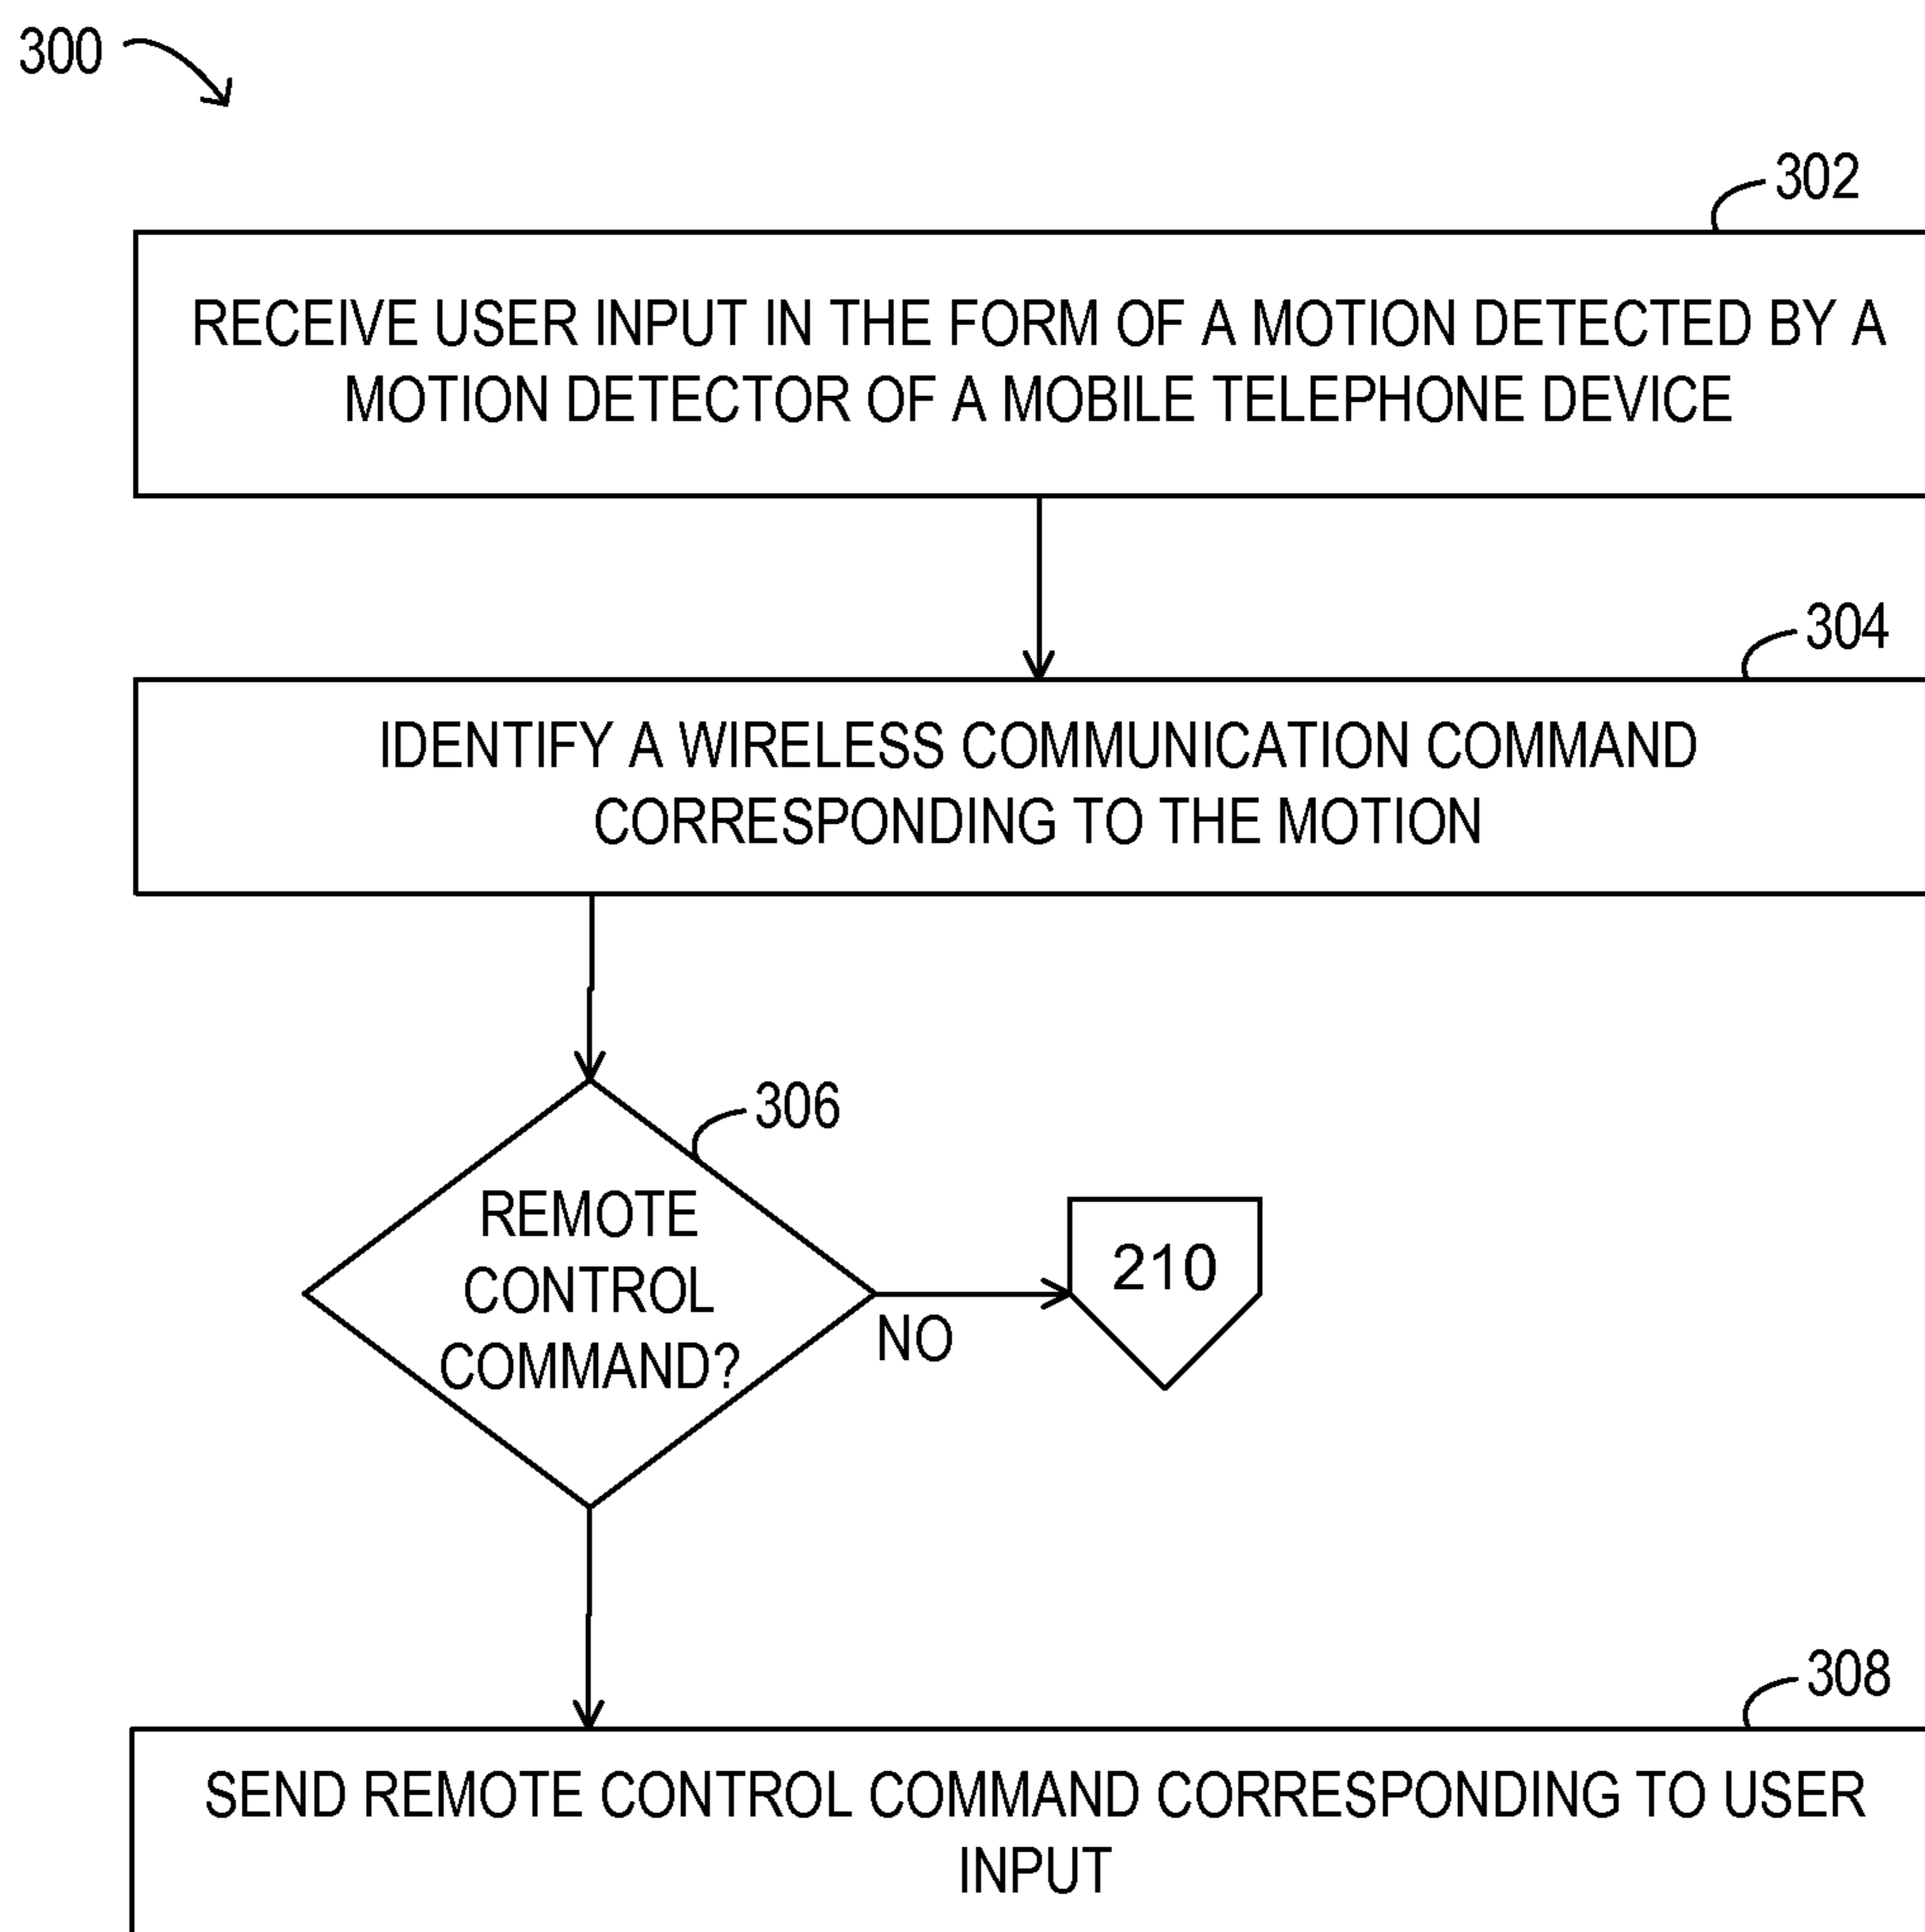 300
302
RECEIVE USER INPUT IN THE FORM OF A MOTION DETECTED BY A
MOTION DETECTOR OF A MOBILE TELEPHONE DEVICE
304
IDENTIFY A WIRELESS COMMUNICATION COMMAND
CORRESPONDING TO THE MOTION
306
REMOTE
CONTROL
COMMAND?
NO
210
308
SEND REMOTE CONTROL COMMAND CORRESPONDING TO USER
INPUT